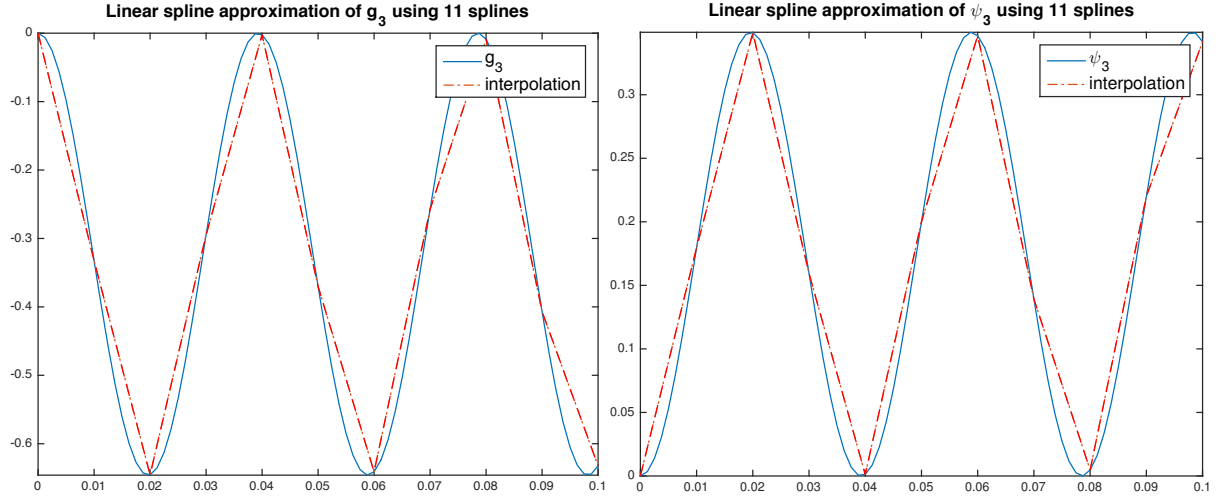 Linear spline approximation of g3 using 11 splines
0
-0.1
-0.2
-0.3
-0.4
-0.5
-0.6
0 0.01 0.02 0.03 0.04 0.05 0.06 0.07 0.08 0.09 0.1
g3
interpolation
Linear spline approximation of ψ3 using 11 splines
0.35
0.3
0.25
0.2
0.15
0.1
0.05
0
0 0.01 0.02 0.03 0.04 0.05 0.06 0.07 0.08 0.09 0.1
ψ3
interpolation